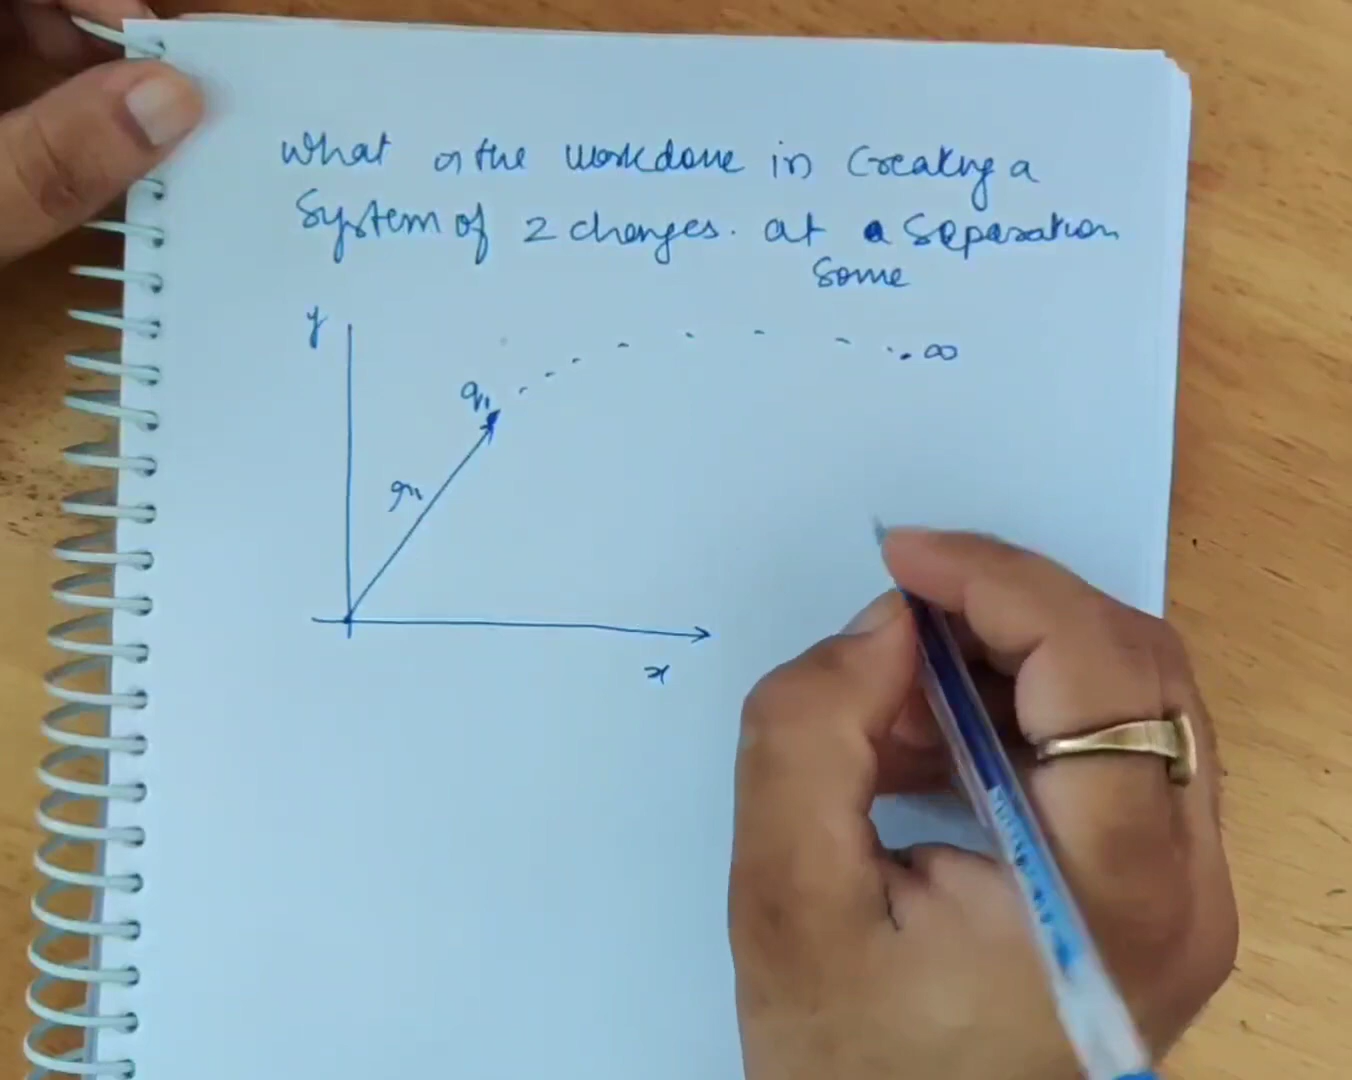 What is the workdone in Creating a
System of 2 charges. at a Separation
Some
y
∞
q₁
r₁
x